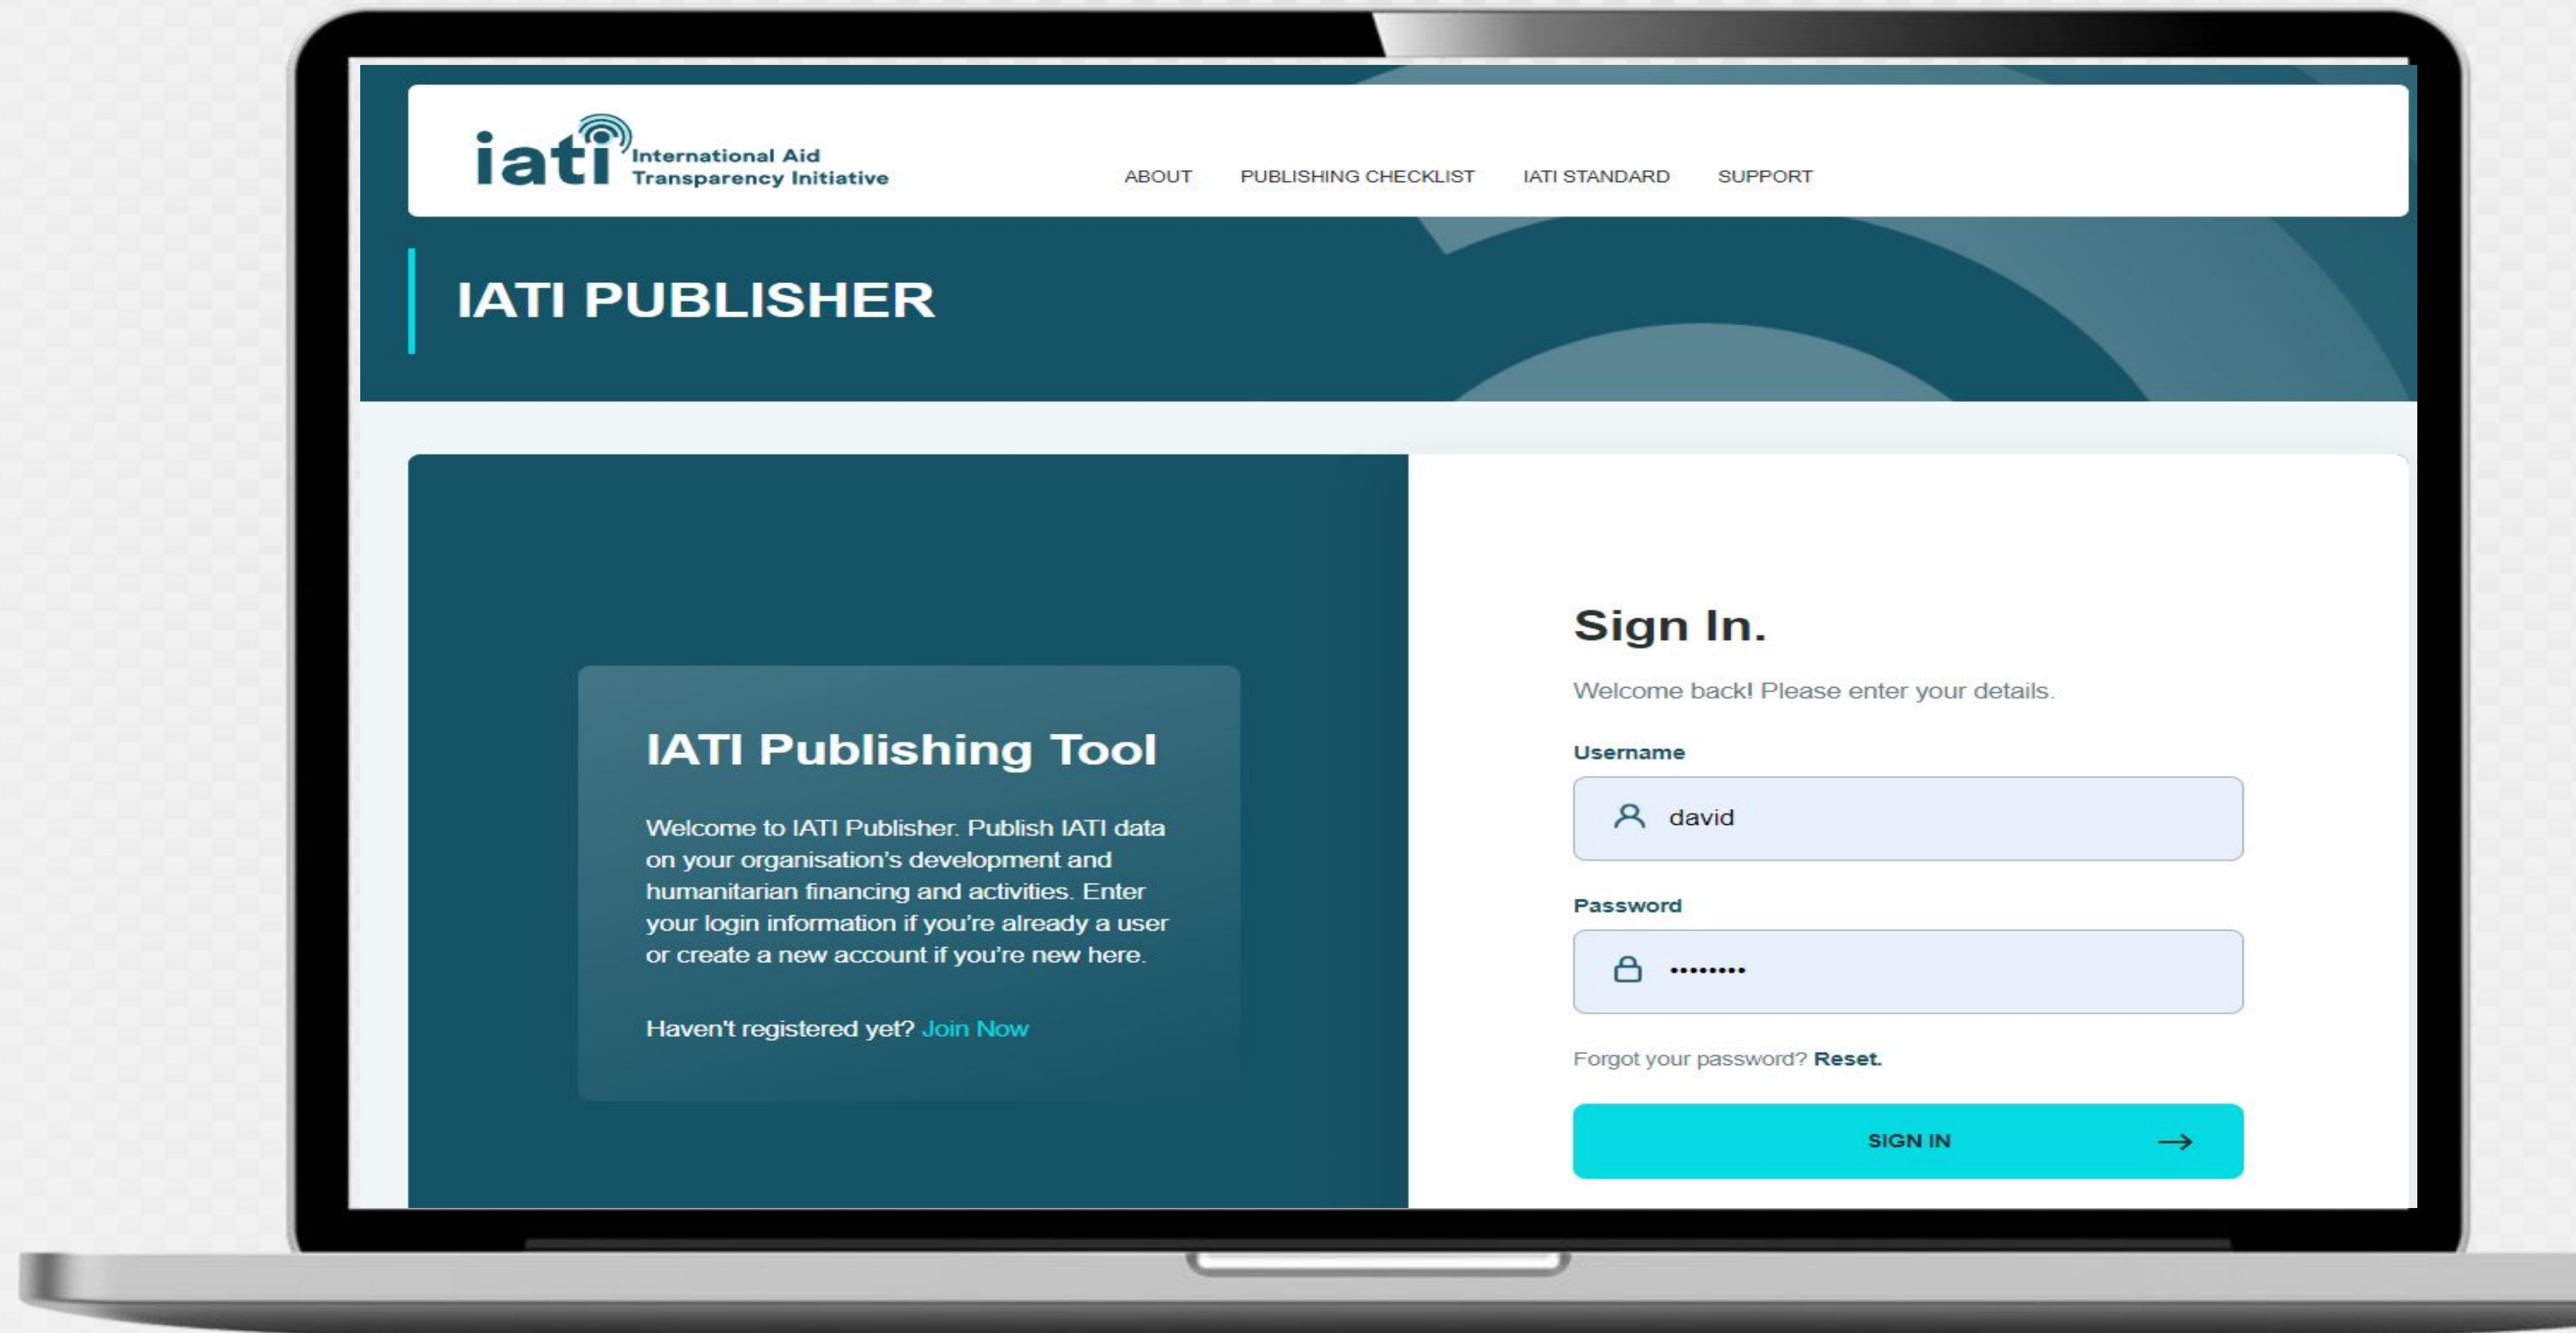 iati
International Aid
Transparency Initiative
ABOUT PUBLISHING CHECKLIST IATI STANDARD SUPPORT
IATI PUBLISHER
IATI Publishing Tool
Welcome to IATI Publisher. Publish IATI data
on your organisation’s development and
humanitarian financing and activities. Enter
your login information if you’re already a user
or create a new account if you’re new here.
Haven't registered yet? Join Now
Sign In.
Welcome back! Please enter your details.
Username
david
Password
••••••••
Forgot your password? Reset.
SIGN IN